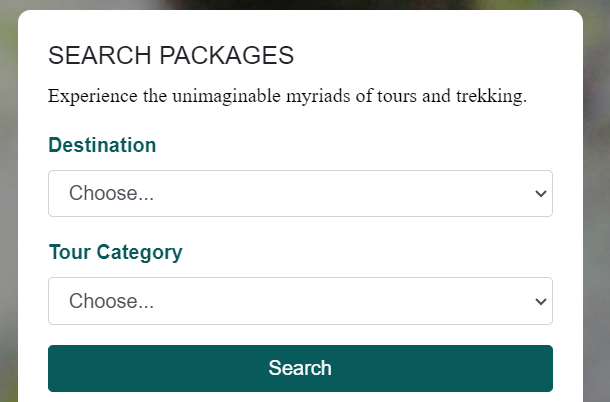 SEARCH PACKAGES
Experience the unimaginable myriads of tours and trekking.
Destination
Choose...
Tour Category
Choose...
Search